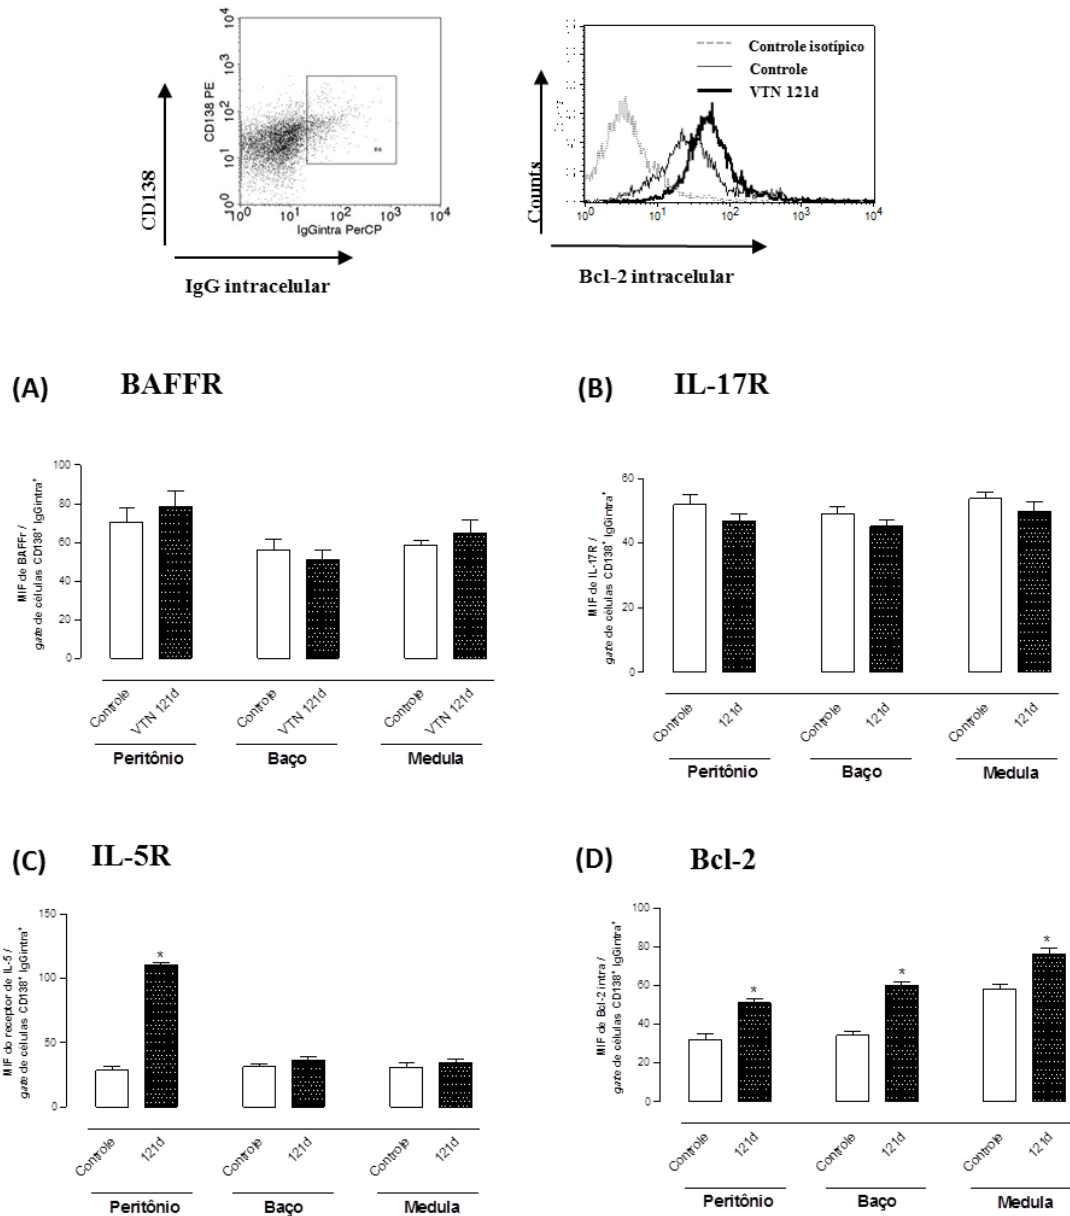 10⁴
10³
10²
10¹
10⁰
CD138 PE
CD138
10⁰ 10¹ 10² 10³ 10⁴
IgGintra PerCP
IgG intracelular
Controle isotípico
Controle
VTN 121d
Counts
10⁰ 10¹ 10² 10³ 10⁴
Bcl-2 intracelular
(A) BAFFR
MIF de BAFFr /
gate de células CD138⁺ IgGintra⁺
100
80
60
40
20
0
Controle VTN 121d Controle VTN 121d Controle VTN 121d
Peritônio Baço Medula
(B) IL-17R
MIF de IL-17R /
gate de células CD138⁺ IgGintra⁺
60
40
20
0
Controle 121d Controle 121d Controle 121d
Peritônio Baço Medula
(C) IL-5R
MIF do receptor de IL-5 /
gate de células CD138⁺ IgGintra⁺
150
100
50
0
*
Controle 121d Controle 121d Controle 121d
Peritônio Baço Medula
(D) Bcl-2
MIF de Bcl-2 intra /
gate de células CD138⁺ IgGintra⁺
100
80
60
40
20
0
* * *
Controle 121d Controle 121d Controle 121d
Peritônio Baço Medula